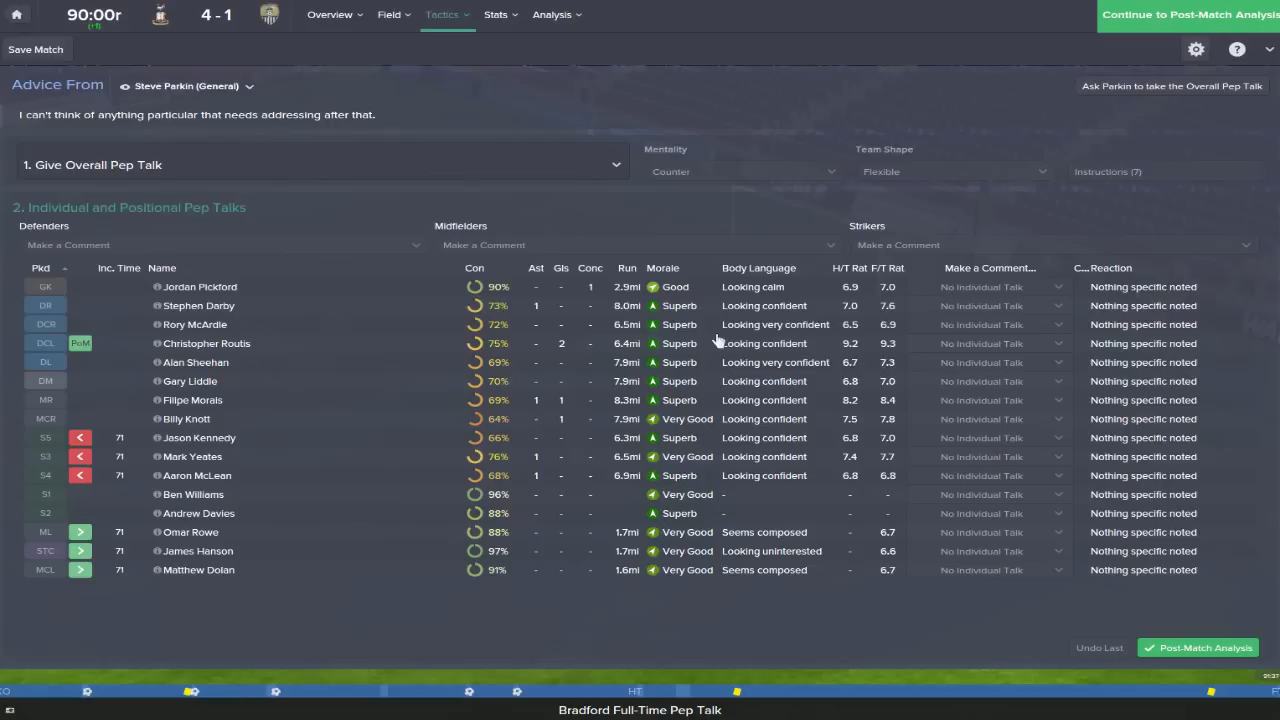 90:00r 4 - 1 Overview Field Tactics Stats Analysis Continue to Post-Match Analysis
(+1)
Save Match
Advice From Steve Parkin (General) Ask Parkin to take the Overall Pep Talk
I can't think of anything particular that needs addressing after that.
Mentality Team Shape
1. Give Overall Pep Talk Counter Flexible Instructions (7)
2. Individual and Positional Pep Talks
Defenders Midfielders Strikers
Make a Comment Make a Comment Make a Comment
Pkd Inc. Time Name Con Ast Gls Conc Run Morale Body Language H/T Rat F/T Rat Make a Comment... C... Reaction
GK Jordan Pickford 90% - - 1 2.9mi Good Looking calm 6.9 7.0 No Individual Talk Nothing specific noted
DR Stephen Darby 73% 1 - - 8.0mi Superb Looking confident 7.0 7.6 No Individual Talk Nothing specific noted
DCR Rory McArdle 72% - - - 6.5mi Superb Looking very confident 6.5 6.9 No Individual Talk Nothing specific noted
DCL PoM Christopher Routis 75% - 2 - 6.4mi Superb Looking confident 9.2 9.3 No Individual Talk Nothing specific noted
DL Alan Sheehan 69% - - - 7.9mi Superb Looking very confident 6.7 7.3 No Individual Talk Nothing specific noted
DM Gary Liddle 70% - - - 7.9mi Superb Looking confident 6.8 7.0 No Individual Talk Nothing specific noted
MR Filipe Morais 69% 1 1 - 8.3mi Superb Looking confident 8.2 8.4 No Individual Talk Nothing specific noted
MCR Billy Knott 64% - 1 - 7.9mi Very Good Looking confident 7.5 7.8 No Individual Talk Nothing specific noted
S5 71 Jason Kennedy 66% - - - 6.3mi Superb Looking confident 6.8 7.0 No Individual Talk Nothing specific noted
S3 71 Mark Yeates 76% 1 - - 6.5mi Very Good Looking confident 7.4 7.7 No Individual Talk Nothing specific noted
S4 71 Aaron McLean 68% 1 - - 6.9mi Superb Looking confident 6.8 6.8 No Individual Talk Nothing specific noted
S1 Ben Williams 96% - - - Very Good - - - No Individual Talk Nothing specific noted
S2 Andrew Davies 88% - - - Superb - - - No Individual Talk Nothing specific noted
ML 71 Omar Rowe 88% - - - 1.7mi Very Good Seems composed - 6.7 No Individual Talk Nothing specific noted
STC 71 James Hanson 97% - - - 1.7mi Very Good Looking uninterested - 6.6 No Individual Talk Nothing specific noted
MCL 71 Matthew Dolan 91% - - - 1.6mi Very Good Seems composed - 6.7 No Individual Talk Nothing specific noted
Undo Last Post-Match Analysis
HT
Bradford Full-Time Pep Talk